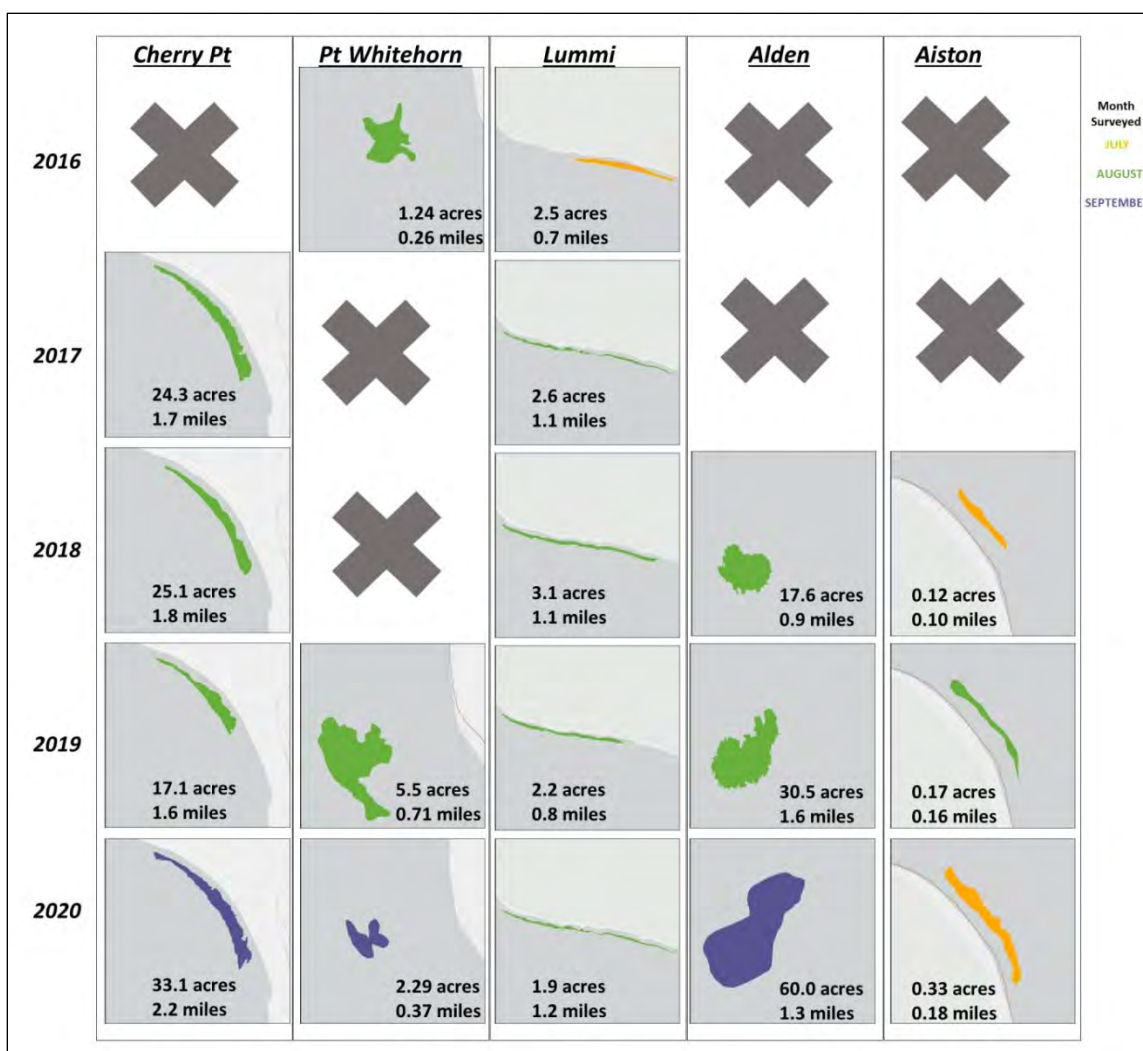 Cherry Pt
Pt Whitehorn
Lummi
Alden
Aiston
Month
Surveyed
JULY
AUGUST
SEPTEMBE
2016
1.24 acres
0.26 miles
2.5 acres
0.7 miles
2017
24.3 acres
1.7 miles
2.6 acres
1.1 miles
2018
25.1 acres
1.8 miles
3.1 acres
1.1 miles
17.6 acres
0.9 miles
0.12 acres
0.10 miles
2019
17.1 acres
1.6 miles
5.5 acres
0.71 miles
2.2 acres
0.8 miles
30.5 acres
1.6 miles
0.17 acres
0.16 miles
2020
33.1 acres
2.2 miles
2.29 acres
0.37 miles
1.9 acres
1.2 miles
60.0 acres
1.3 miles
0.33 acres
0.18 miles